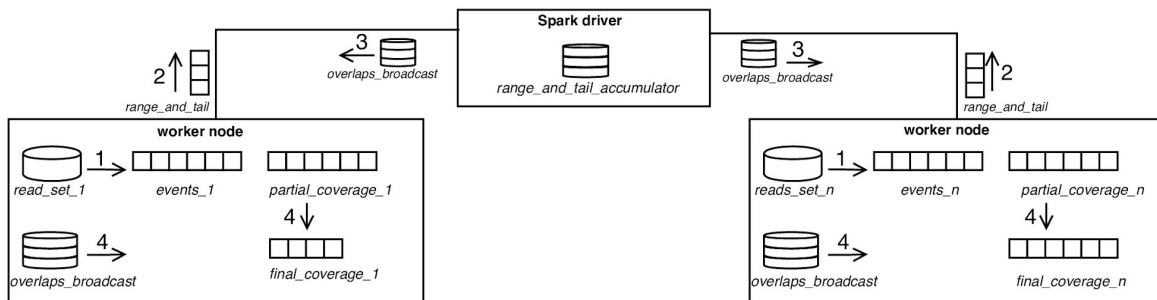 Spark driver
3
overlaps_broadcast
range_and_tail_accumulator
3
overlaps_broadcast
2
range_and_tail
2
range_and_tail
worker node
1
read_set_1
events_1
partial_coverage_1
4
4
overlaps_broadcast
final_coverage_1
worker node
1
reads_set_n
events_n
partial_coverage_n
4
4
overlaps_broadcast
final_coverage_n